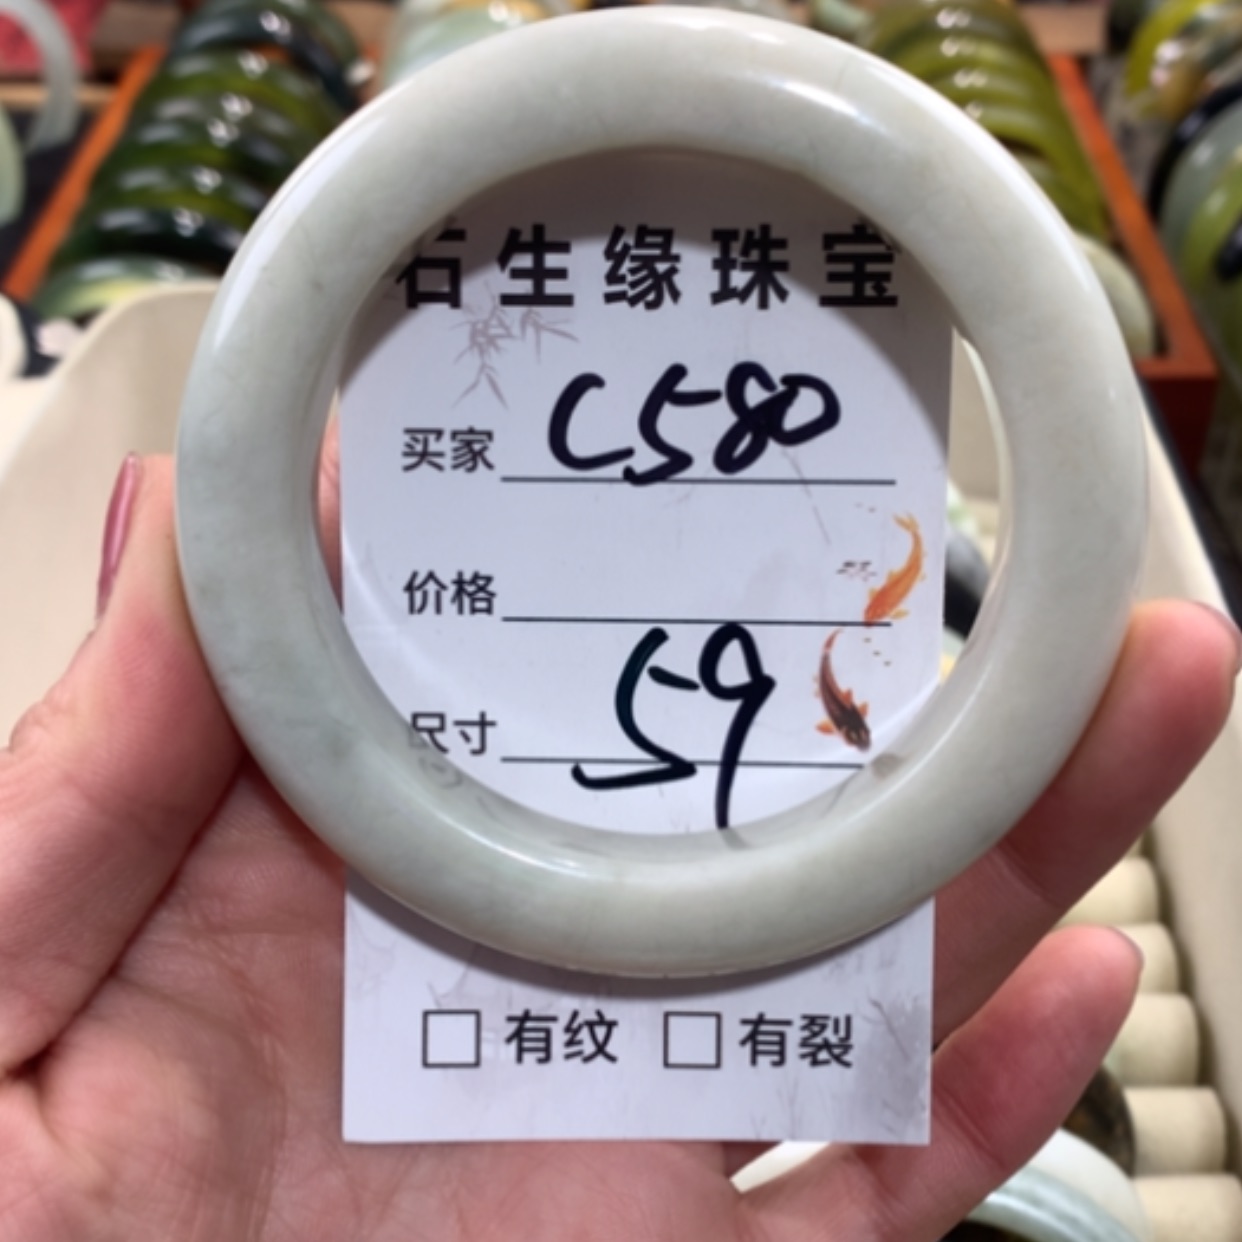 石生缘珠宝
买家 C580
价格
尺寸 59
有纹 有裂